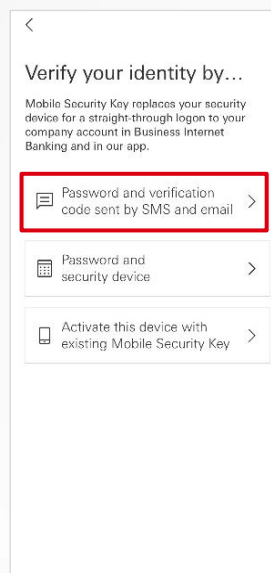 Verify your identity by...
Mobile Security Key replaces your security
device for a straight-through logon to your
company account in Business Internet
Banking and in our app.
Password and verification
code sent by SMS and email
Password and
security device
Activate this device with
existing Mobile Security Key